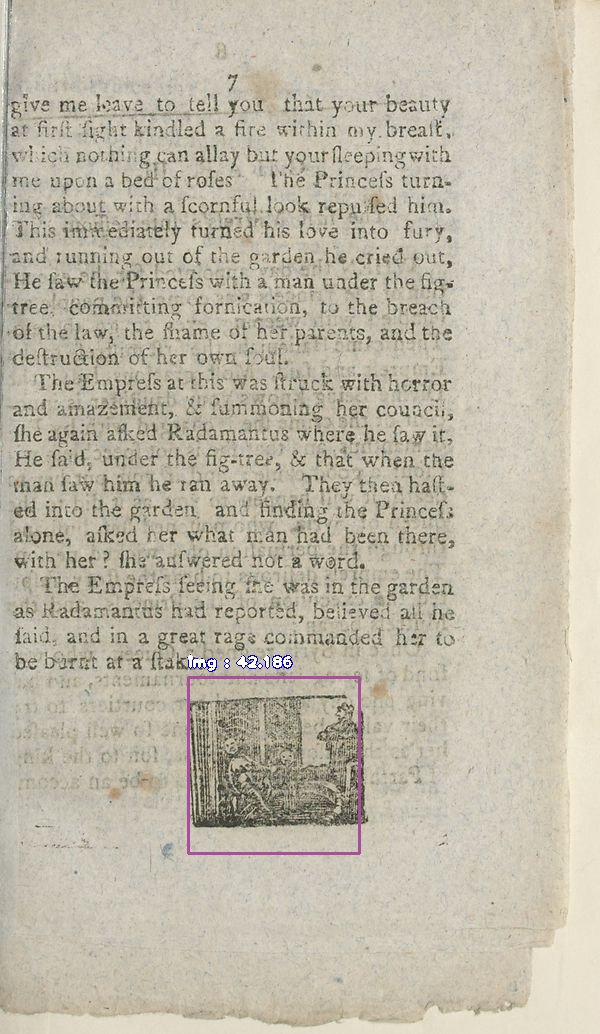 7
give me leave to tell you that your beauty
at firſt ſight kindled a fire within my breaſt,
which nothing can allay but your ſleeping with
me upon a bed of roſes The Princeſs turn-
ing about with a ſcornful look repulſed him.
This immediately turned his love into fury,
and running out of the garden he cried out,
He ſaw the Princeſs with a man under the fig-
tree, committing fornication, to the breach
of the law, the ſhame of her parents, and the
deſtruction of her own ſoul.
The Empreſs at this was ſtruck with horror
and amazement, & ſummoning her council,
ſhe again aſked Radamantus where he ſaw it,
He ſaid, under the fig-tree, & that when the
man ſaw him he ran away. They then haſt-
ed into the garden and finding the Princeſs
alone, aſked her what man had been there,
with her? ſhe anſwered not a word.
The Empreſs ſeeing ſhe was in the garden
as Radamantus had reported, believed all he
ſaid, and in a great rage commanded her to
be burnt at a ſtak
img : 42.186